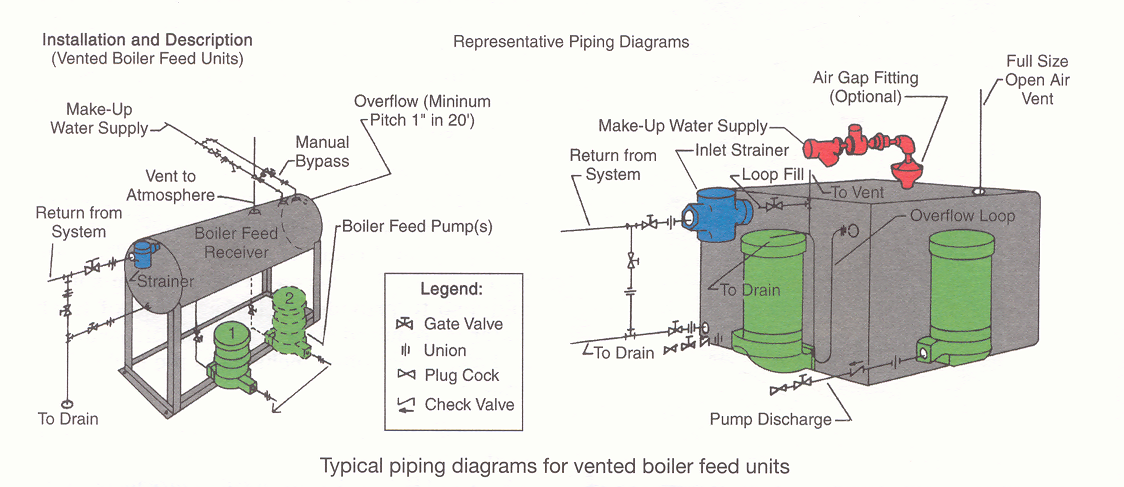 Installation and Description
(Vented Boiler Feed Units)
Representative Piping Diagrams
Make-Up
Water Supply
Overflow (Mininum
Pitch 1" in 20')
Manual
Bypass
Vent to
Atmosphere
Return from
System
Boiler Feed
Receiver
Strainer
Boiler Feed Pump(s)
1
2
To Drain
Legend:
Gate Valve
Union
Plug Cock
Check Valve
Full Size
Open Air
Vent
Air Gap Fitting
(Optional)
Make-Up Water Supply
Inlet Strainer
Return from
System
Loop Fill
To Vent
Overflow Loop
To Drain
To Drain
Pump Discharge
Typical piping diagrams for vented boiler feed units